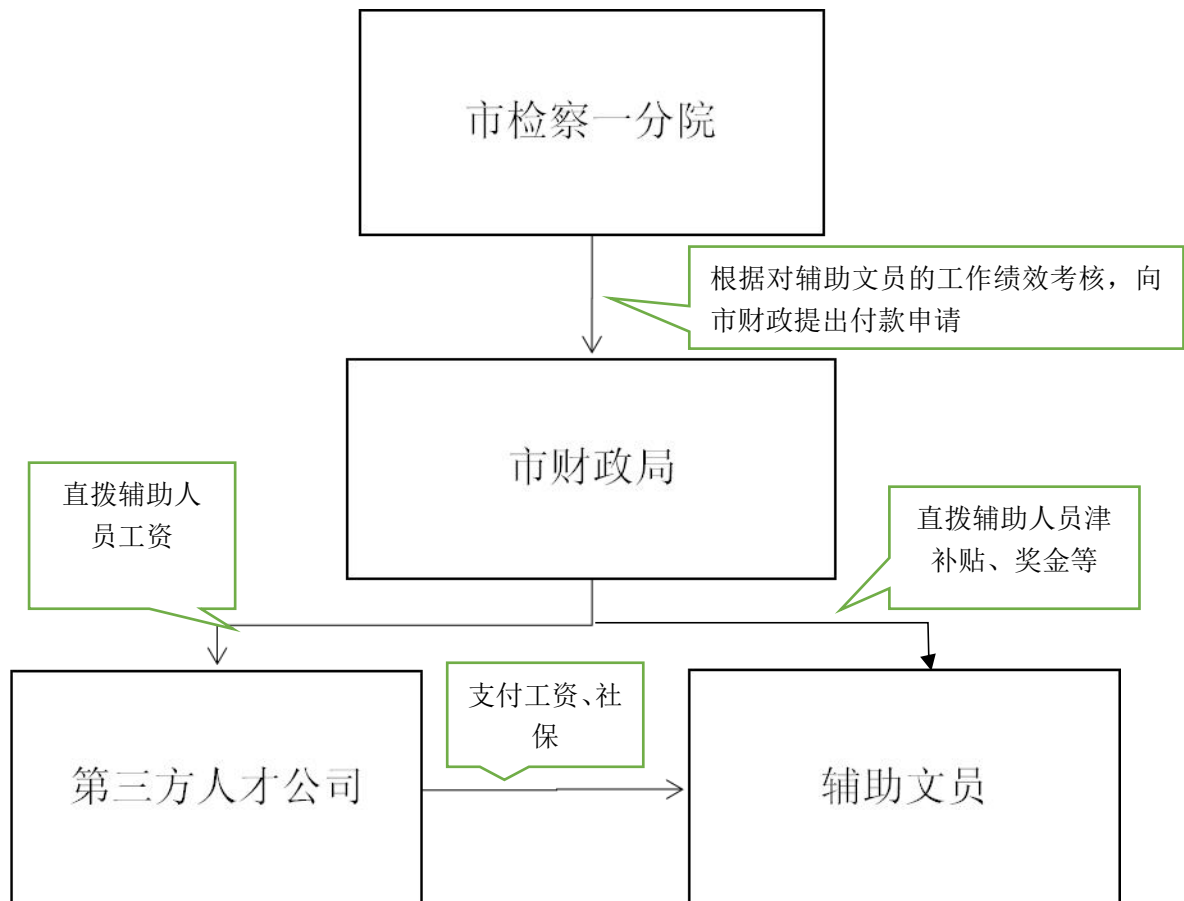 市检察一分院
根据对辅助文员的工作绩效考核，向
市财政提出付款申请
市财政局
直拨辅助人
员工资
直拨辅助人员津
补贴、奖金等
支付工资、社
保
第三方人才公司
辅助文员